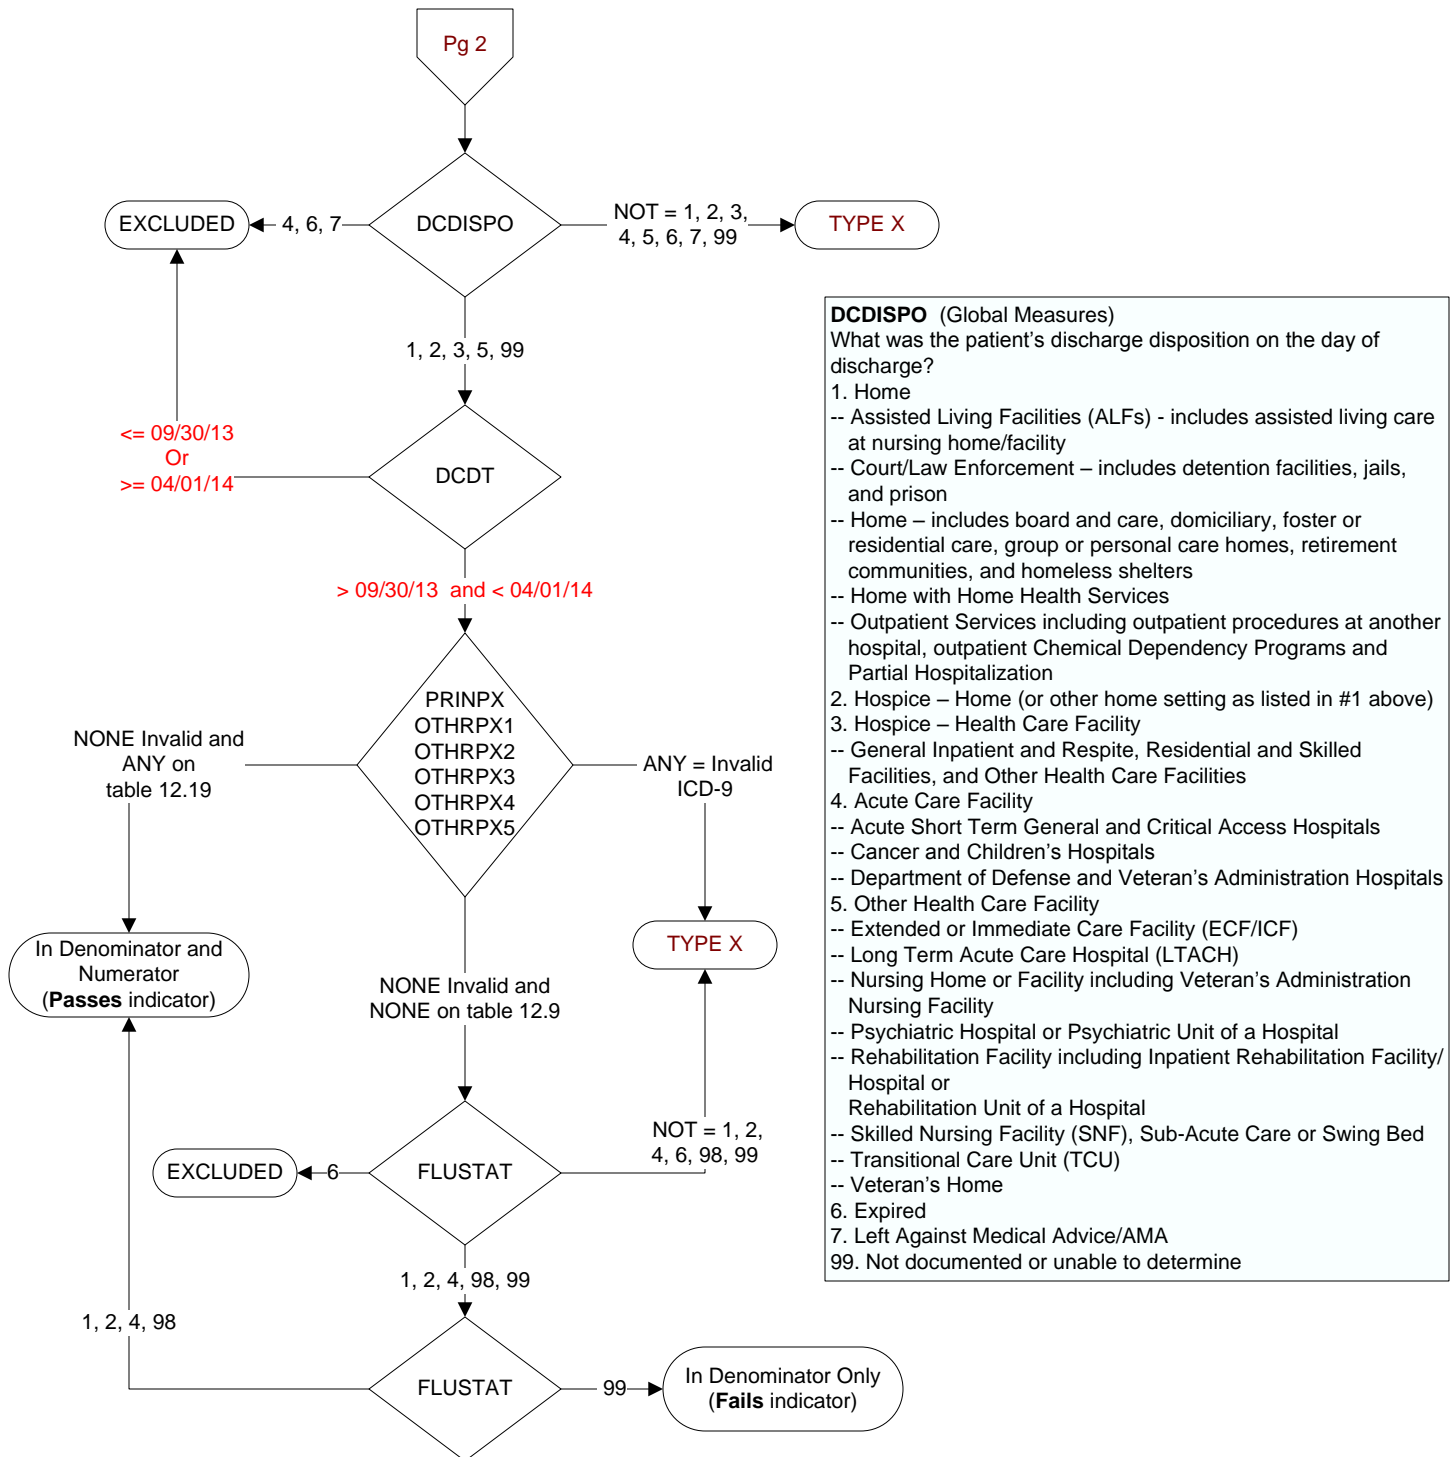 Pg 2
DCDISPO
EXCLUDED
4, 6, 7
NOT = 1, 2, 3,
4, 5, 6, 7, 99
TYPE X
1, 2, 3, 5, 99
<= 09/30/13
Or
>= 04/01/14
DCDT
> 09/30/13 and < 04/01/14
PRINPX
OTHRPX1
OTHRPX2
OTHRPX3
OTHRPX4
OTHRPX5
NONE Invalid and
ANY on
table 12.19
ANY = Invalid
ICD-9
TYPE X
In Denominator and
Numerator
(Passes indicator)
NONE Invalid and
NONE on table 12.9
NOT = 1, 2,
4, 6, 98, 99
EXCLUDED
6
FLUSTAT
1, 2, 4, 98, 99
1, 2, 4, 98
FLUSTAT
99
In Denominator Only
(Fails indicator)
DCDISPO (Global Measures)
What was the patient's discharge disposition on the day of
discharge?
1. Home
-- Assisted Living Facilities (ALFs) - includes assisted living care
at nursing home/facility
-- Court/Law Enforcement – includes detention facilities, jails,
and prison
-- Home – includes board and care, domiciliary, foster or
residential care, group or personal care homes, retirement
communities, and homeless shelters
-- Home with Home Health Services
-- Outpatient Services including outpatient procedures at another
hospital, outpatient Chemical Dependency Programs and
Partial Hospitalization
2. Hospice – Home (or other home setting as listed in #1 above)
3. Hospice – Health Care Facility
-- General Inpatient and Respite, Residential and Skilled
Facilities, and Other Health Care Facilities
4. Acute Care Facility
-- Acute Short Term General and Critical Access Hospitals
-- Cancer and Children's Hospitals
-- Department of Defense and Veteran's Administration Hospitals
5. Other Health Care Facility
-- Extended or Immediate Care Facility (ECF/ICF)
-- Long Term Acute Care Hospital (LTACH)
-- Nursing Home or Facility including Veteran's Administration
Nursing Facility
-- Psychiatric Hospital or Psychiatric Unit of a Hospital
-- Rehabilitation Facility including Inpatient Rehabilitation Facility/
Hospital or
Rehabilitation Unit of a Hospital
-- Skilled Nursing Facility (SNF), Sub-Acute Care or Swing Bed
-- Transitional Care Unit (TCU)
-- Veteran's Home
6. Expired
7. Left Against Medical Advice/AMA
99. Not documented or unable to determine